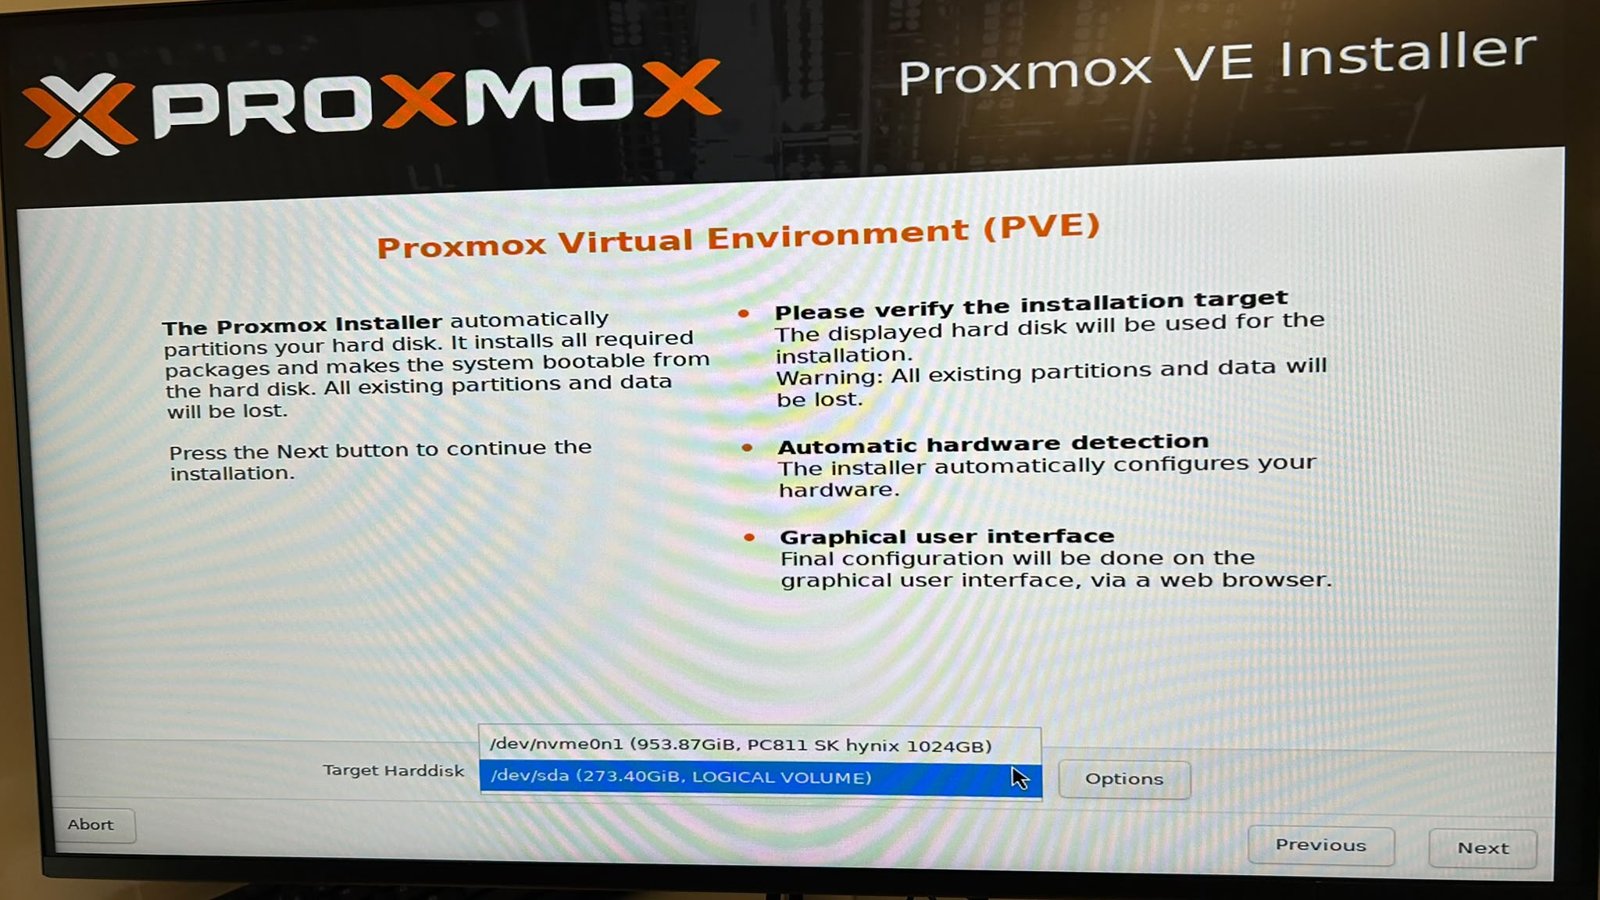 PROXMOX
Proxmox VE Installer
Proxmox Virtual Environment (PVE)
The Proxmox Installer automatically
partitions your hard disk. It installs all required
packages and makes the system bootable from
the hard disk. All existing partitions and data
will be lost.
Press the Next button to continue the
installation.
Please verify the installation target
The displayed hard disk will be used for the
installation.
Warning: All existing partitions and data will
be lost.
Automatic hardware detection
The installer automatically configures your
hardware.
Graphical user interface
Final configuration will be done on the
graphical user interface, via a web browser.
/dev/nvme0n1 (953.87GiB, PC811 SK hynix 1024GB)
Target Harddisk
/dev/sda (273.40GiB, LOGICAL VOLUME)
Options
Abort
Previous
Next